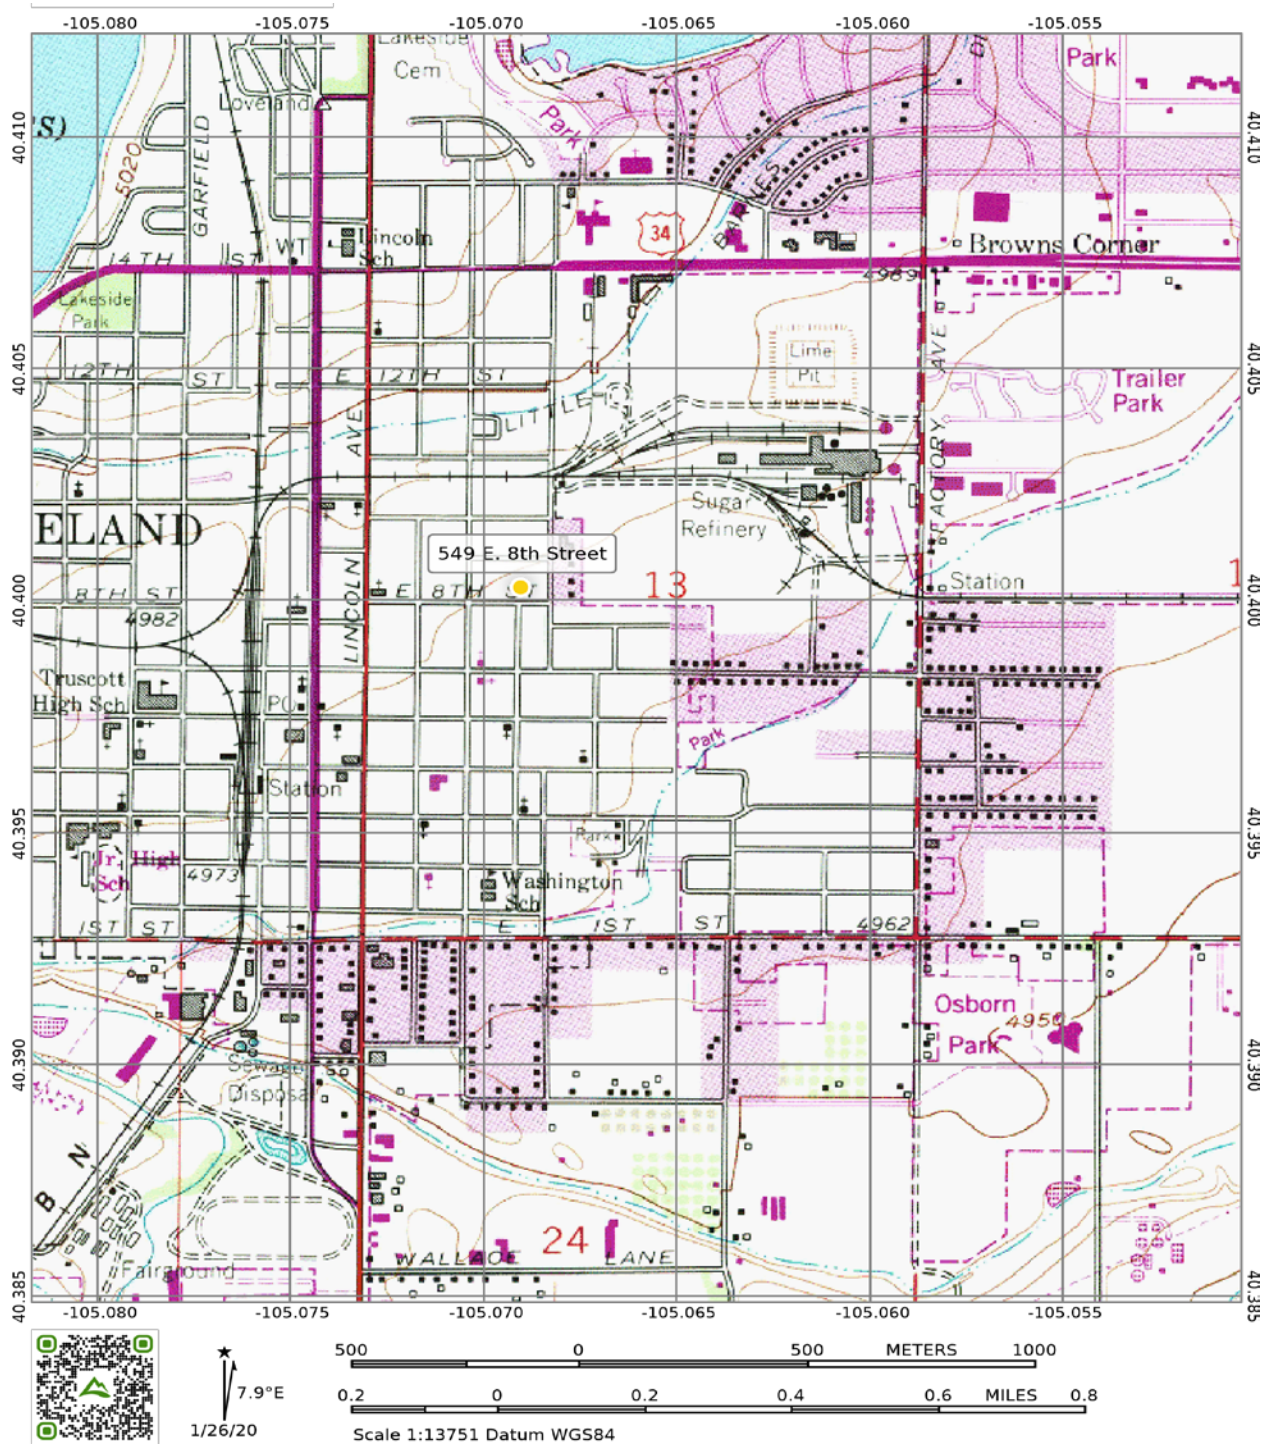 -105.080 -105.075 -105.070 -105.065 -105.060 -105.055
Lakeside
Cem
Park
Loveland
Park
40.410
40.410
S)
5020
GARFIELD
BARNES
34
WT
Lincoln
Sch
Browns Corner
14TH ST
4989
Lakeside
Park
40.405
40.405
Lime
Pit
AVE
12TH ST
E 12TH ST
Trailer
Park
LITTLE
AVE
FACTORY
ELAND
Sugar
Refinery
549 E. 8th Street
LINCOLN
40.400
40.400
8TH ST
E 8TH ST
13
Station
1
4982
Truscott
High Sch
PO
Park
Station
40.395
40.395
Park
Jr. High
Sch
4973
Washington
Sch
1ST ST
E 1ST ST
4962
Osborn
Park
4950
40.390
40.390
Sewage
Disposal
B N
24
WALLACE LANE
Fairground
40.385
40.385
-105.080 -105.075 -105.070 -105.065 -105.060 -105.055
500 0 500 METERS 1000
7.9°E
0.2 0 0.2 0.4 0.6 MILES 0.8
1/26/20
Scale 1:13751 Datum WGS84